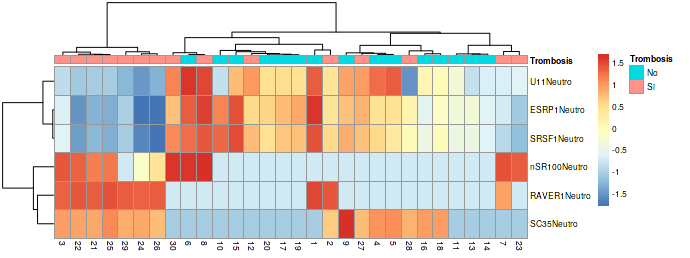 Trombosis
U11Neutro
ESRP1Neutro
SRSF1Neutro
nSR100Neutro
RAVER1Neutro
SC35Neutro
3 22 21 25 29 24 26 30 6 8 10 15 12 20 17 19 1 2 9 27 4 5 28 16 18 11 13 14 7 23
1.5
1
0.5
0
-0.5
-1
-1.5
Trombosis
No
SI